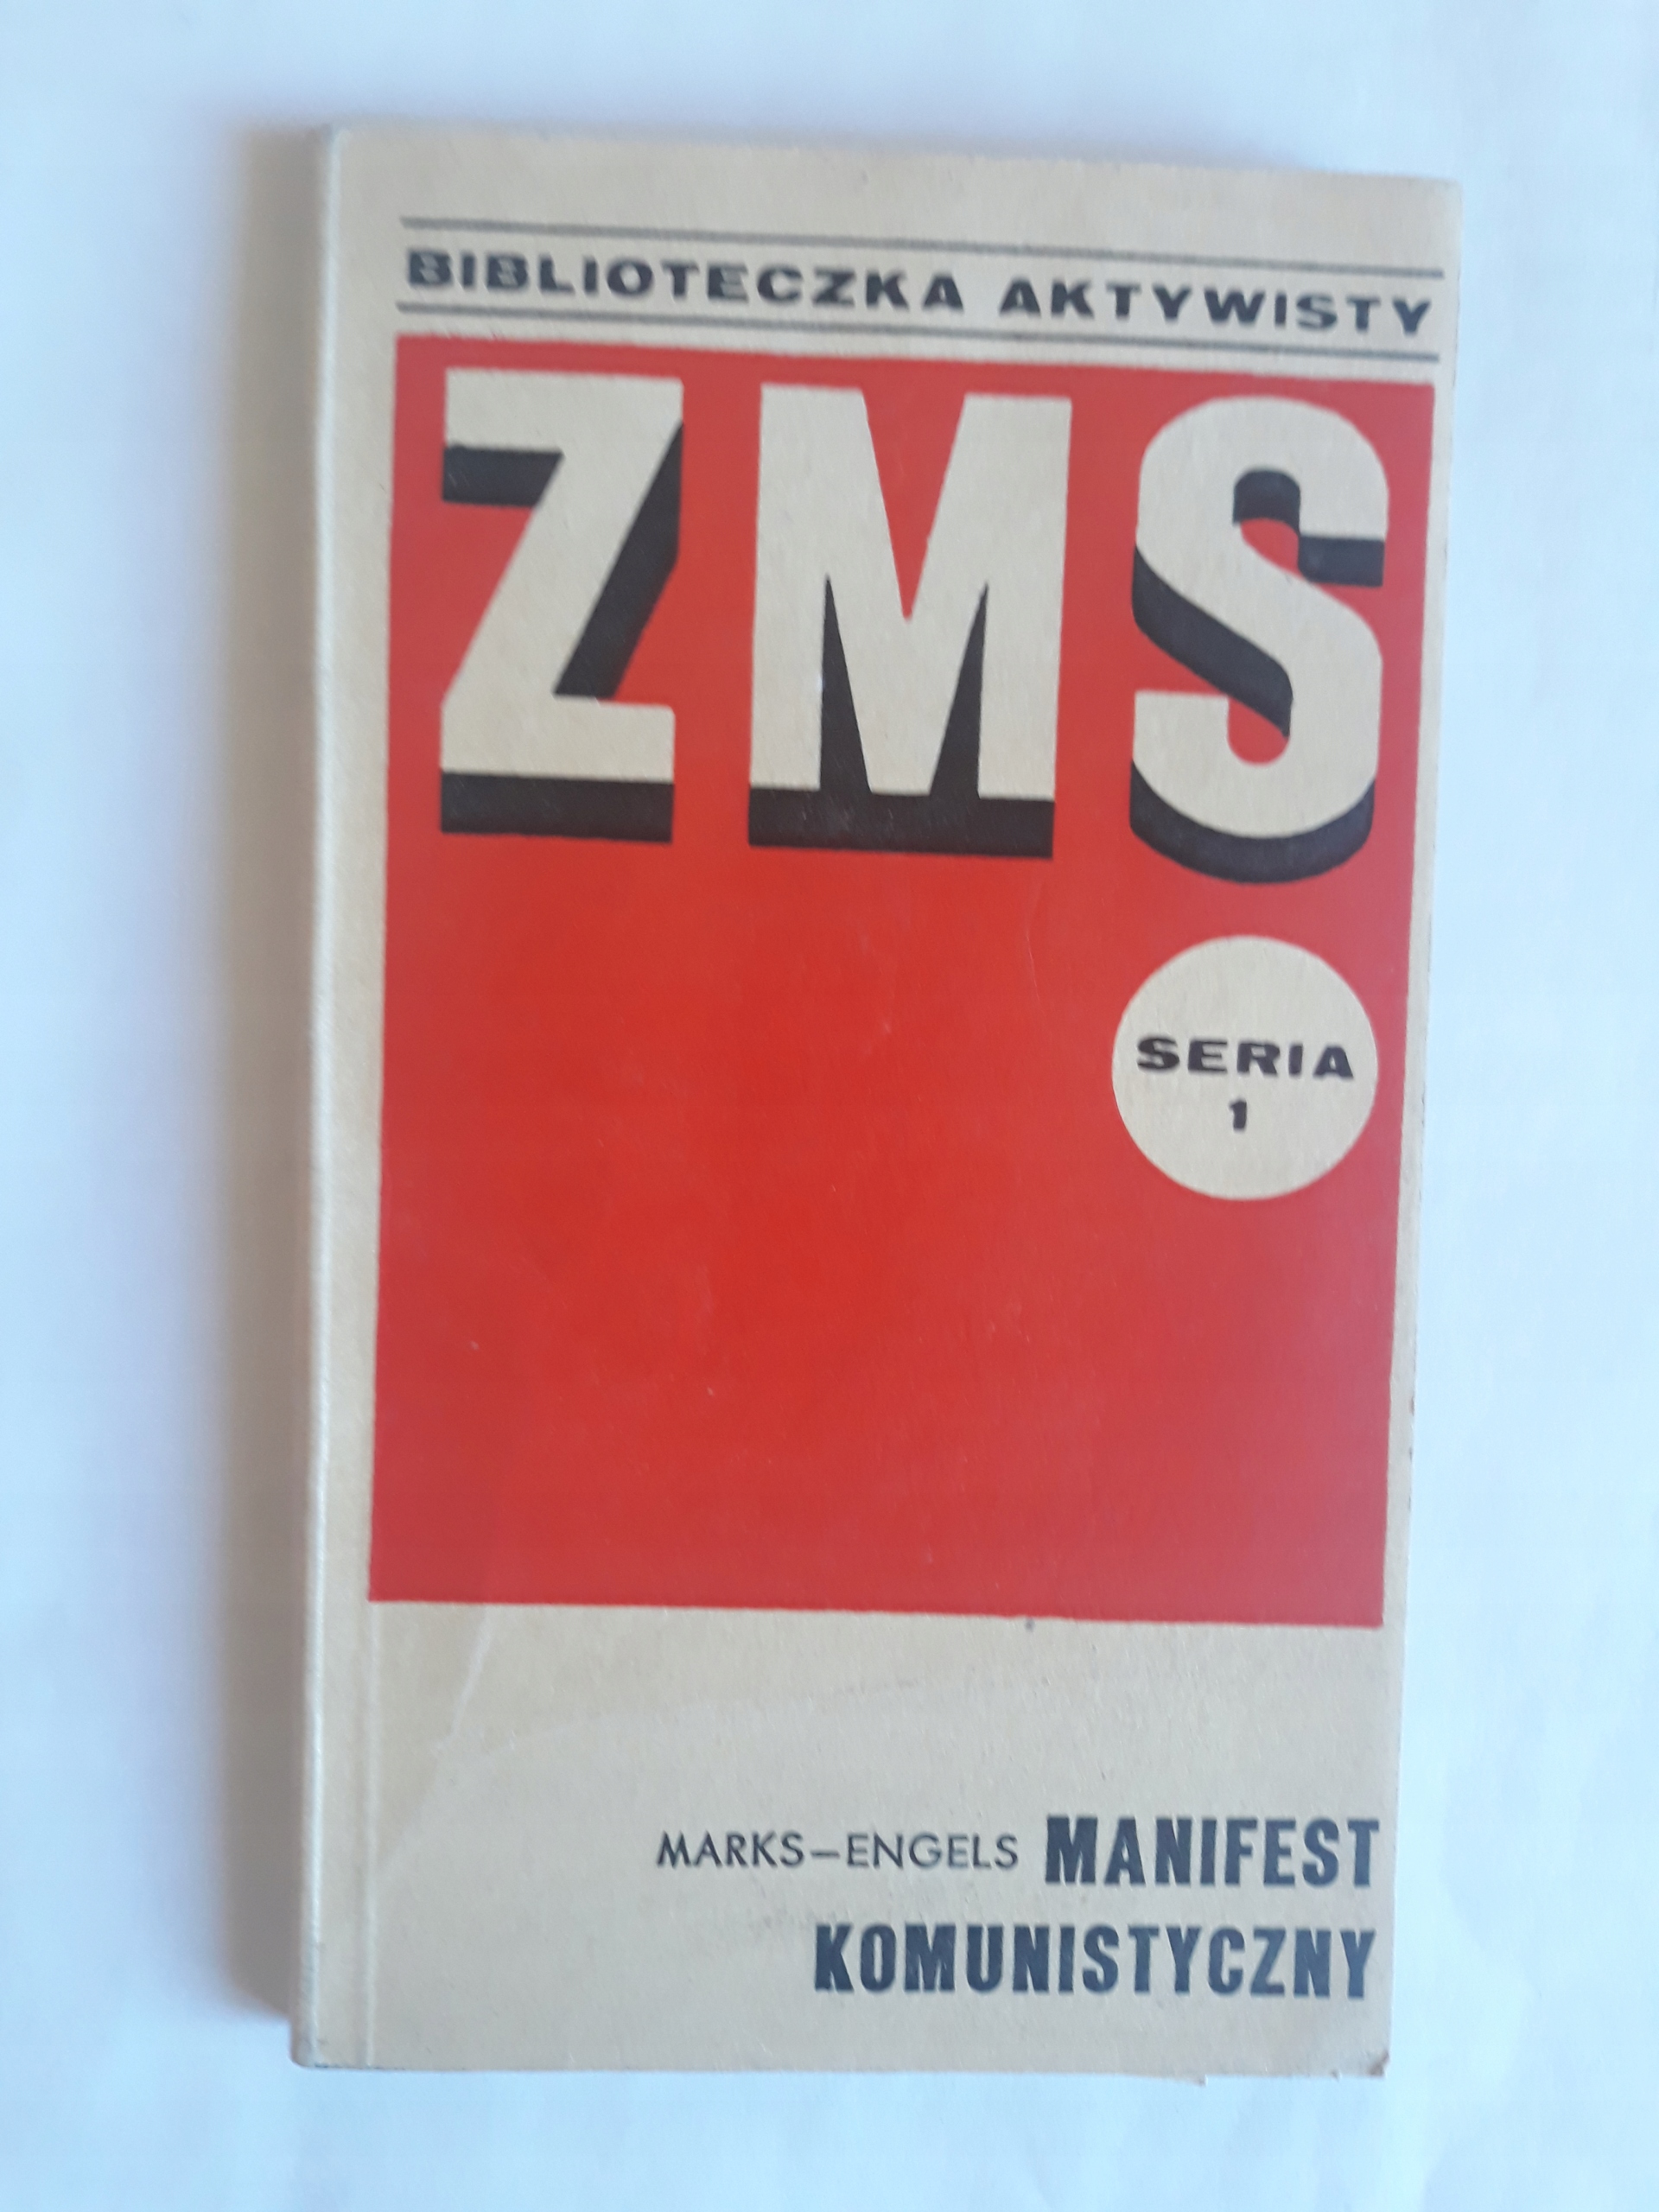 BIBLIOTECZKA AKTYWISTY
ZMS
SERIA
1
MARKS–ENGELS MANIFEST
KOMUNISTYCZNY